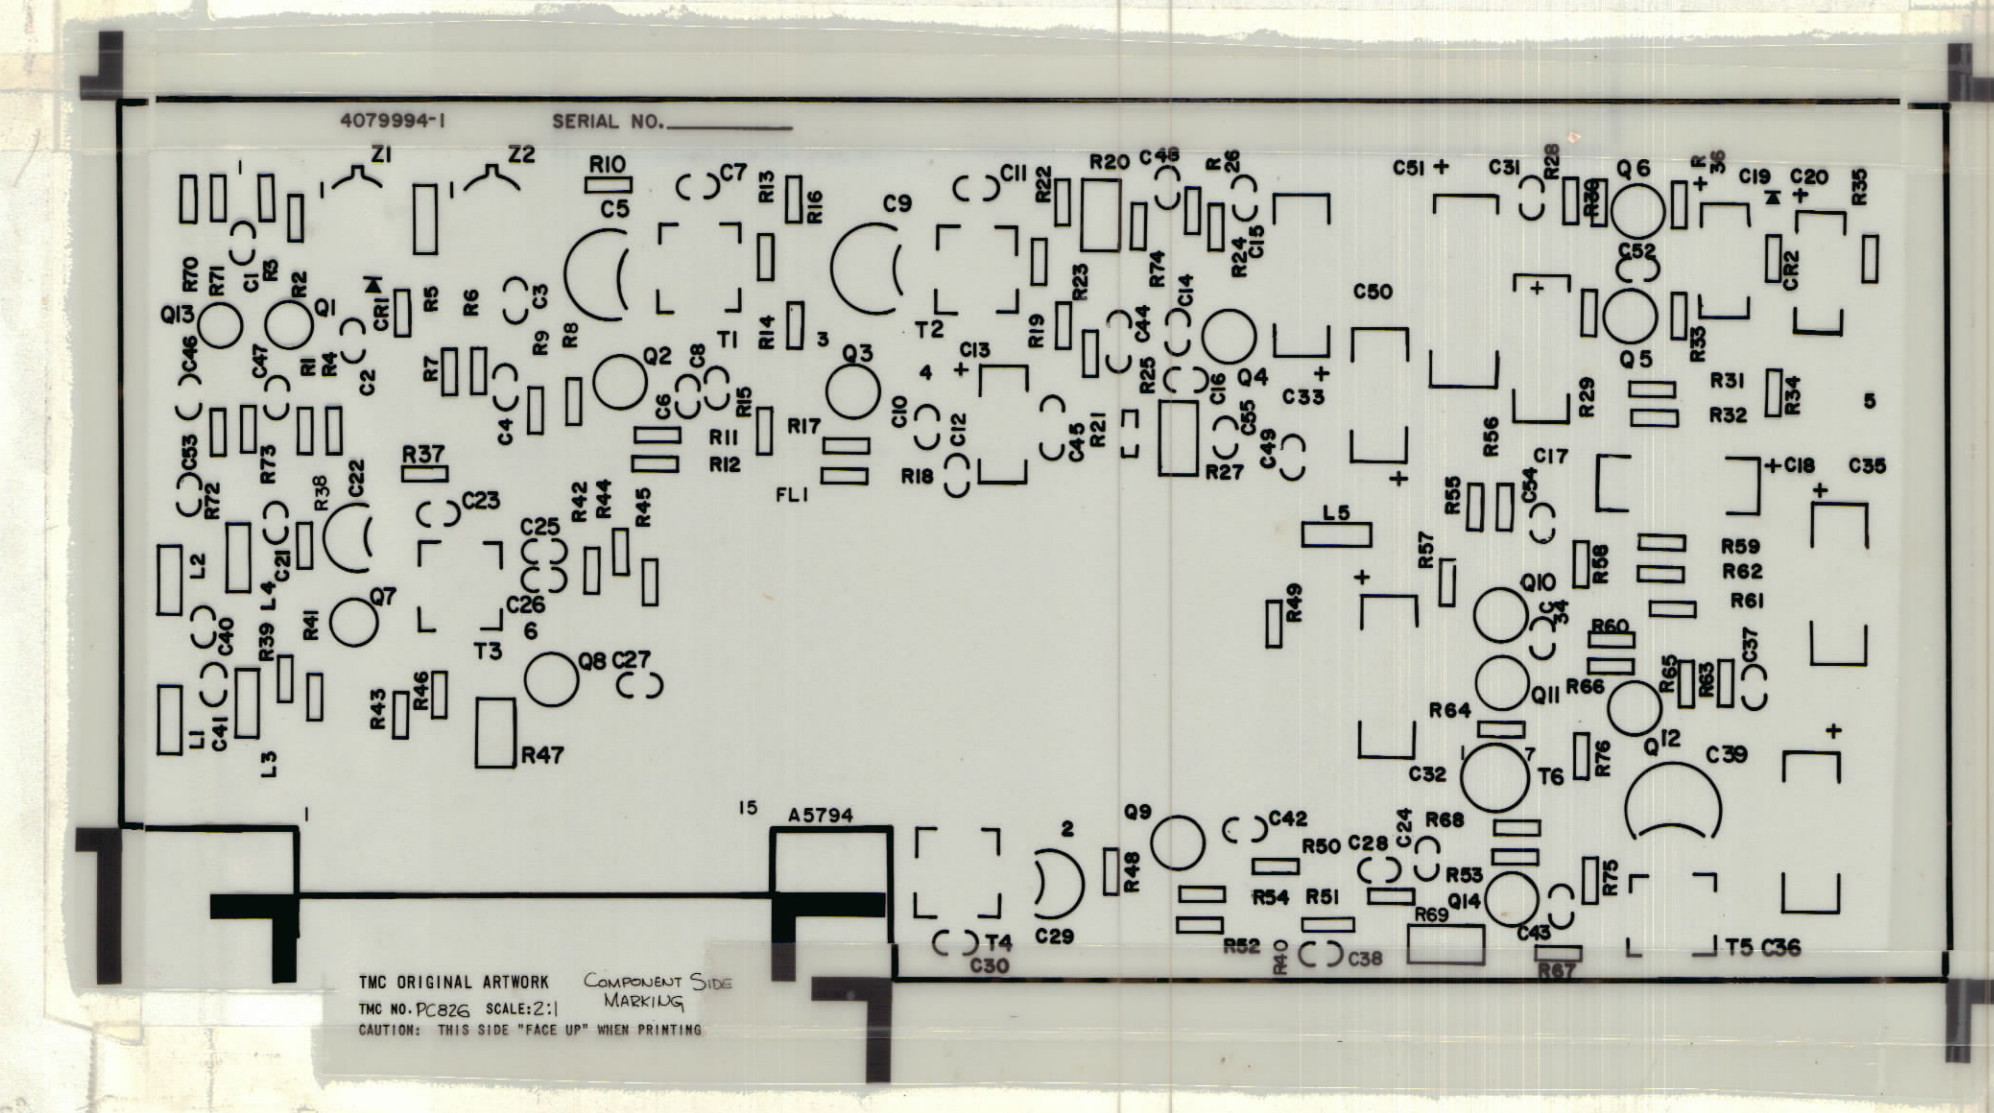 4079994-1 SERIAL NO.
Z1 Z2 R10 C7 R13 R16 C11 R22 R20 R 26 C51 + C31 R28 Q6 R 36 C19 C20 R35
1 1 C5 C9 + +
R70 R71 C1 R3 R2 R5 R6 C3 R23 R74 R24 C15 C14 C50 C52 CR2
Q13 Q1 CR1 R9 R8 T1 R14 3 T2 R19 C44 + R33
C46 C47 R1 R4 C2 R7 Q2 C8 Q3 4 + C13 R25 C16 Q4 + C33 Q5 R31 R34
C4 C6 R15 C10 C12 C45 R21 C55 R29 R32 5
C53 R73 R37 R11 R17 R56
R72 R38 C22 R12 FL1 R18 R27 C49 + C17 + C18 C35
C23 R42 R44 R45 L5 R55 C54 +
L2 C21 C25 R57 R58 R59
L4 + Q10 R62
C40 R39 R41 Q7 C26 R49 C 34 R61
6 R60
T3 Q8 C27 R66 R65 R63 C37
L1 C41 L3 R43 R46 Q11
R47 R64 Q12 +
C32 1 7 T6 R76 C39
1 15 A5794 Q9 C42 C24 R68
2 R48 R50 C28 R53 R75
R54 R51 Q14
R69
C29 T4 C30 R52 R40 C38 C43 R67 T5 C36
TMC ORIGINAL ARTWORK COMPONENT SIDE
MARKING
TMC NO. PC826 SCALE: 2:1
CAUTION: THIS SIDE "FACE UP" WHEN PRINTING